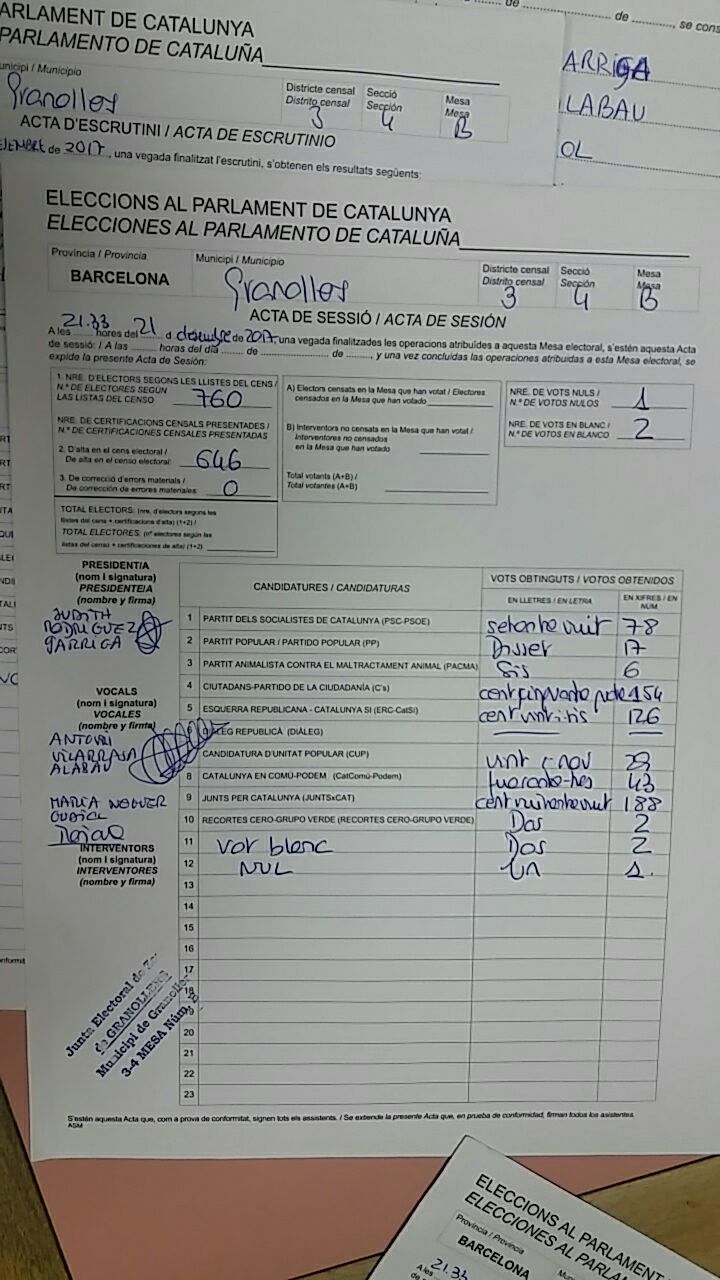 PARLAMENT DE CATALUNYA
PARLAMENTO DE CATALUÑA
Municipi / Municipio
Granollers
Districte censal
Distrito censal
3
Secció
Sección
4
Mesa
Mesa
B
ACTA D'ESCRUTINI / ACTA DE ESCRUTINIO
de 2017, una vegada finalitzat l'escrutini, s'obtenen els resultats següents:
de
de ..........., se cons
ARRIGA
LABAU
OL
ELECCIONS AL PARLAMENT DE CATALUNYA
ELECCIONES AL PARLAMENTO DE CATALUÑA
Província / Provincia
BARCELONA
Municipi / Municipio
Granollers
Districte censal
Distrito censal
3
Secció
Sección
4
Mesa
Mesa
B
ACTA DE SESSIÓ / ACTA DE SESIÓN
A les 21.33 hores del 21 d desembre de 2017, una vegada finalitzades les operacions atribuïdes a aquesta Mesa electoral, s'estén aquesta Acta
de sessió: / A las ........ horas del día ........ de ........................ de ........, y una vez concluidas las operaciones atribuidas a esta Mesa electoral, se
expide la presente Acta de Sesión:
1. NRE. D'ELECTORS SEGONS LES LLISTES DEL CENS /
N.º DE ELECTORES SEGÚN
LAS LISTAS DEL CENSO 760
NRE. DE CERTIFICACIONS CENSALS PRESENTADES /
N.º DE CERTIFICACIONES CENSALES PRESENTADAS
2. D'alta en el cens electoral /
De alta en el censo electoral: 646
3. De correcció d'errors materials /
De corrección de errores materiales: 0
TOTAL ELECTORS: (nre. d'electors segons les
llistes del cens + certificacions d'alta) (1+2) /
TOTAL ELECTORES: (nº electores según las
listas del censo + certificaciones de alta) (1+2)
A) Electors censats en la Mesa que han votat / Electores
censados en la Mesa que han votado
B) Interventors no censats en la Mesa que han votat /
Interventores no censados
en la Mesa que han votado
Total votants (A+B) /
Total votantes (A+B)
NRE. DE VOTS NULS /
N.º DE VOTOS NULOS 1
NRE. DE VOTS EN BLANC /
N.º DE VOTOS EN BLANCO 2
PRESIDENT/A
(nom i signatura)
PRESIDENTE/A
(nombre y firma)
JUDITH
RODRIGUEZ
GARRIGA
VOCALS
(nom i signatura)
VOCALES
(nombre y firma)
ANTONI
VILARRASA
ALABAU
MARIA NOGUER
INTERVENTORS
(nom i signatura)
INTERVENTORES
(nombre y firma)
CANDIDATURES / CANDIDATURAS
VOTS OBTINGUTS / VOTOS OBTENIDOS
EN LLETRES / EN LETRA
EN XIFRES / EN NÚM.
1 PARTIT DELS SOCIALISTES DE CATALUNYA (PSC-PSOE) setanta vuit 78
2 PARTIT POPULAR / PARTIDO POPULAR (PP) Disset 17
3 PARTIT ANIMALISTA CONTRA EL MALTRACTAMENT ANIMAL (PACMA) Sis 6
4 CIUTADANS-PARTIDO DE LA CIUDADANÍA (C's) cent cinquanta 154
5 ESQUERRA REPUBLICANA - CATALUNYA SÍ (ERC-CatSí) cent vint-i-sis 126
6 DIÀLEG REPUBLICÀ (DIÀLEG)
CANDIDATURA D'UNITAT POPULAR (CUP) vint i nou 29
8 CATALUNYA EN COMÚ-PODEM (CatComú-Podem) quaranta-tres 43
9 JUNTS PER CATALUNYA (JUNTSxCAT) cent vuitanta vuit 188
10 RECORTES CERO-GRUPO VERDE (RECORTES CERO-GRUPO VERDE) Dos 2
11 vot blanc Dos 2
12 NUL Un 1.
13
14
15
16
17
18
19
20
21
22
23
Junta Electoral de Zo
de GRANOLLERS
Municipi de Granoller
3-4 MESA Núm.
S'estén aquesta Acta que, com a prova de conformitat, signen tots els assistents. / Se extiende la presente Acta que, en prueba de conformidad, firman todos los asistentes.
ASM
ELECCIONS AL PARLAMENT
ELECCIONES AL PARLAM
Província / Provincia
BARCELONA
A les 21.33